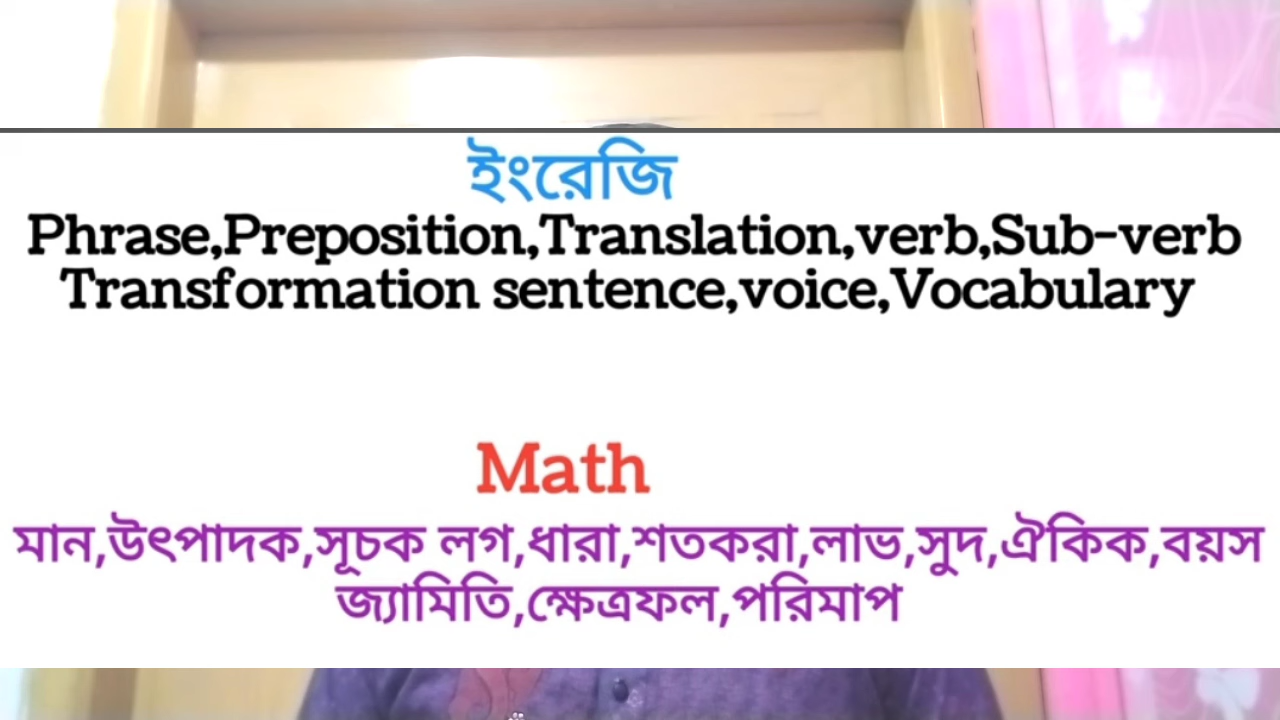 ইংরেজি
Phrase,Preposition,Translation,verb,Sub-verb
Transformation sentence,voice,Vocabulary
Math
মান,উৎপাদক,সূচক লগ,ধারা,শতকরা,লাভ,সুদ,ঐকিক,বয়স
জ্যামিতি,ক্ষেত্রফল,পরিমাপ